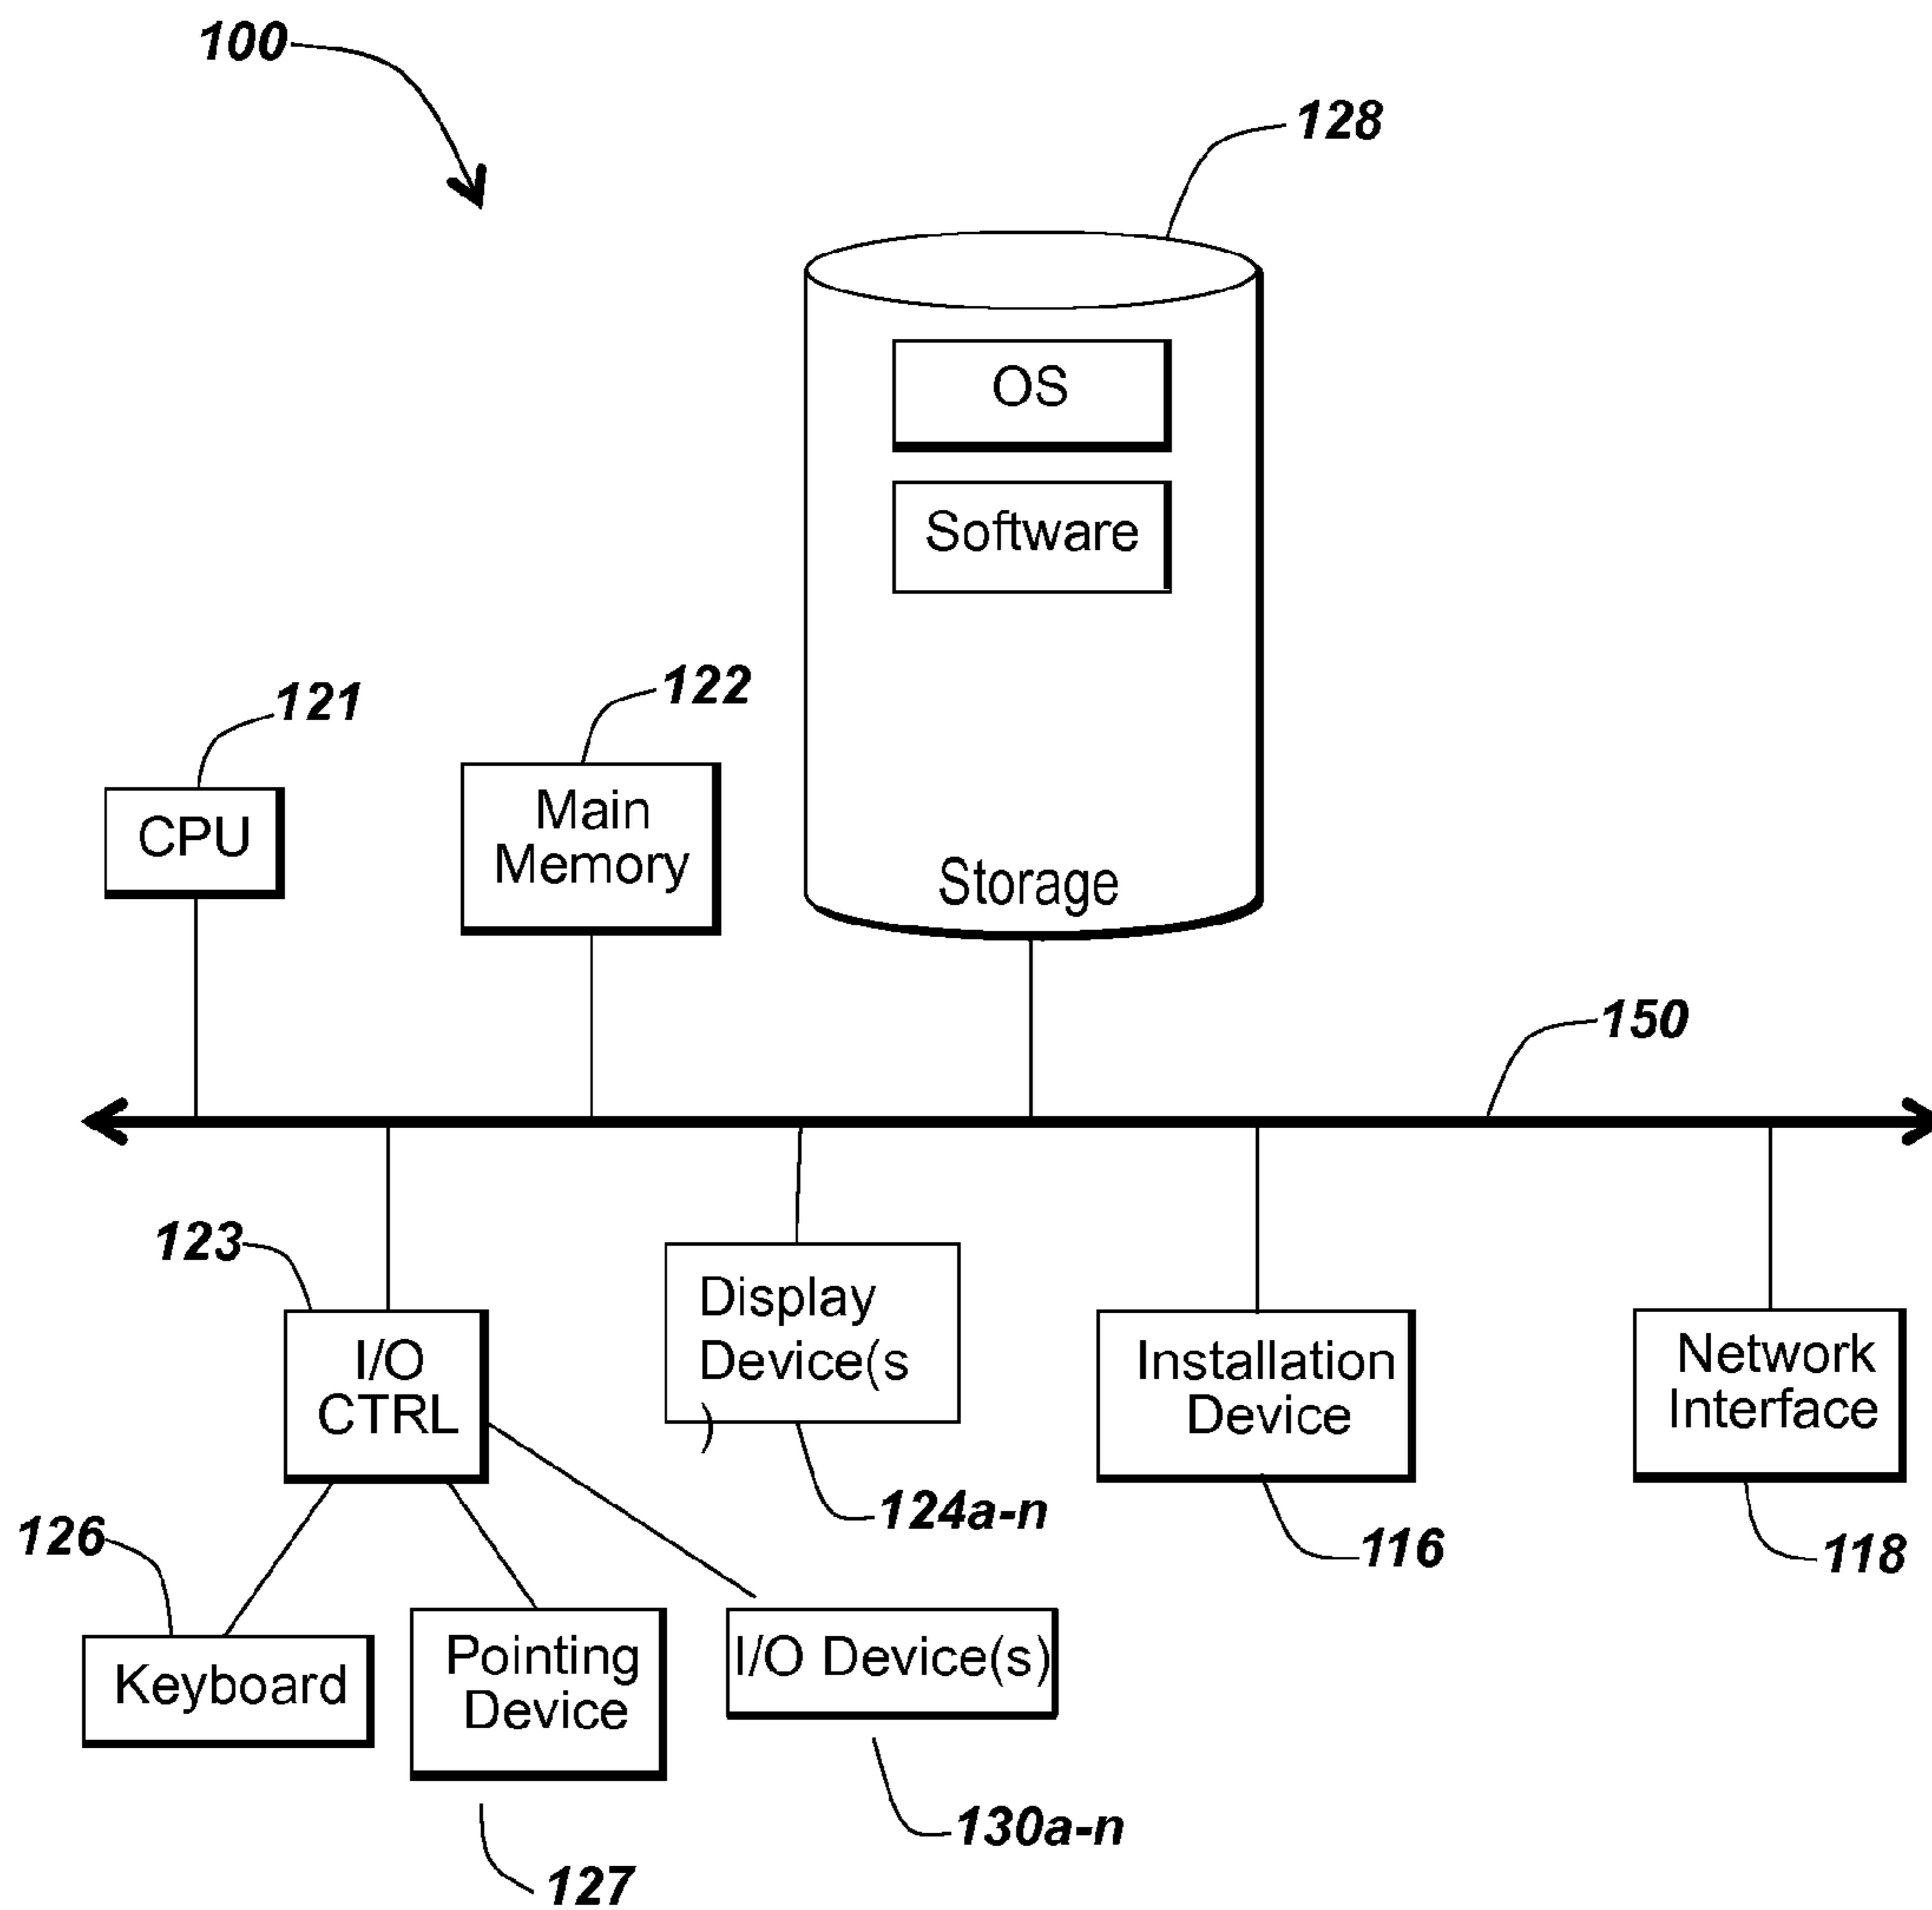 100
128
OS
Software
121
122
CPU
Main
Memory
Storage
150
123
I/O
CTRL
Display
Device(s
)
Installation
Device
Network
Interface
124a-n
116
118
126
Keyboard
Pointing
Device
I/O Device(s)
130a-n
127